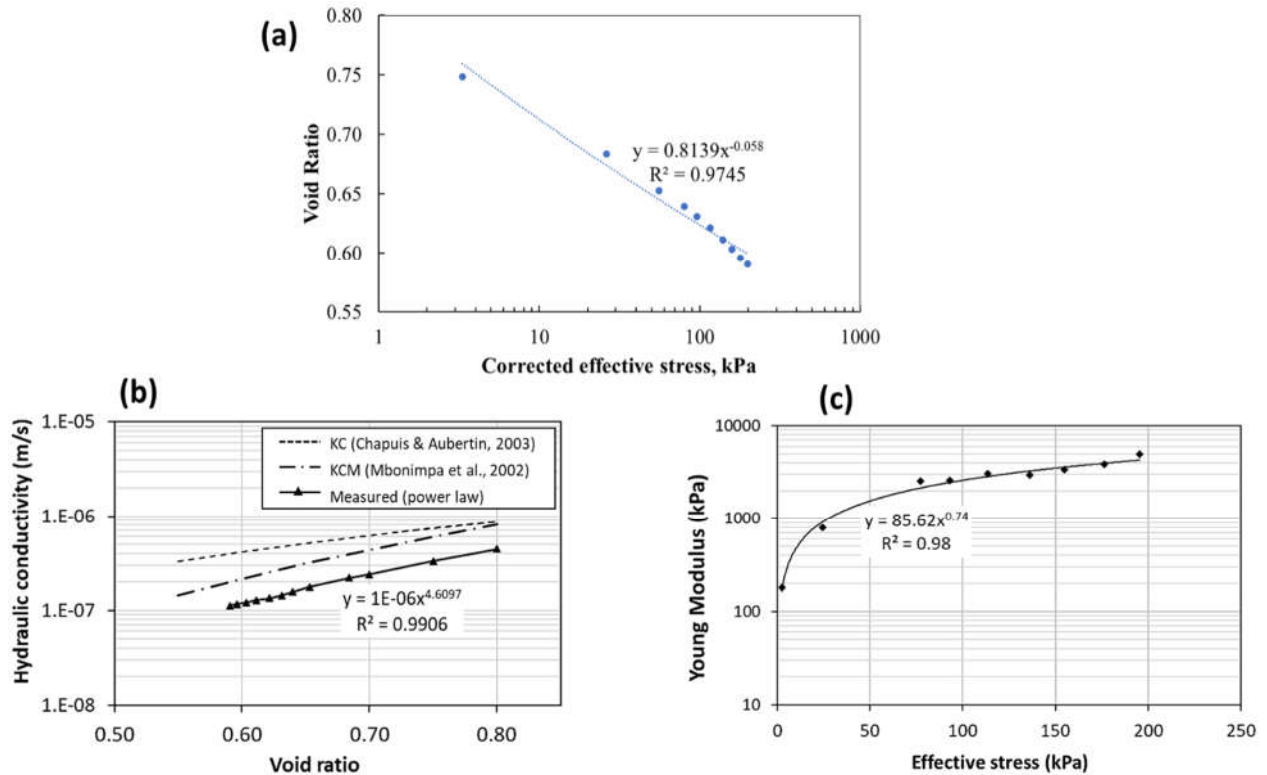 (a)
0.80
0.75
0.70
0.65
0.60
0.55
Void Ratio
y = 0.8139x^-0.058
R² = 0.9745
1 10 100 1000
Corrected effective stress, kPa
(b)
1.E-05
1.E-06
1.E-07
1.E-08
Hydraulic conductivity (m/s)
KC (Chapuis & Aubertin, 2003)
KCM (Mbonimpa et al., 2002)
Measured (power law)
y = 1E-06x^4.6097
R² = 0.9906
0.50 0.60 0.70 0.80
Void ratio
(c)
10000
1000
100
10
Young Modulus (kPa)
y = 85.62x^0.74
R² = 0.98
0 50 100 150 200 250
Effective stress (kPa)